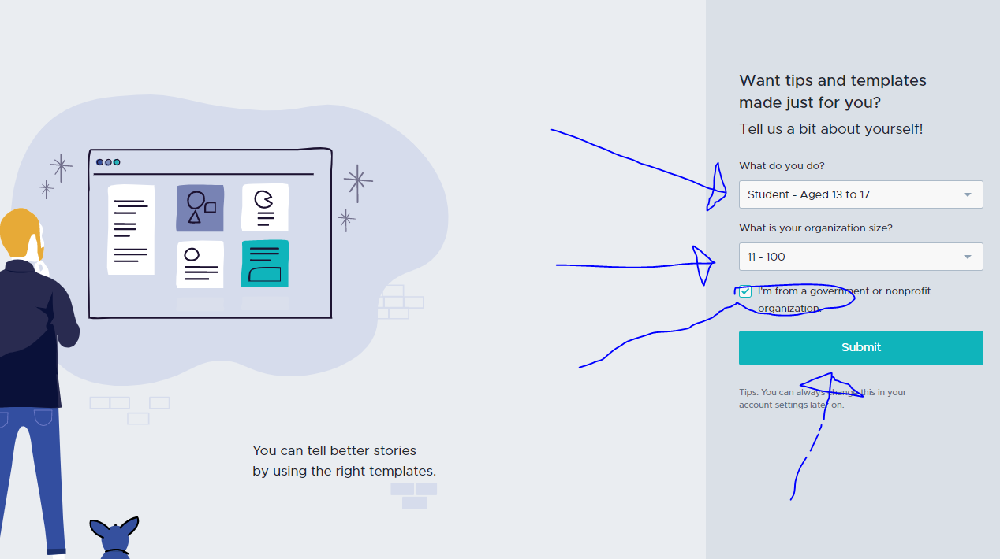 Want tips and templates
made just for you?
Tell us a bit about yourself!
What do you do?
Student - Aged 13 to 17
What is your organization size?
11 - 100
I'm from a government or nonprofit
organization.
Submit
Tips: You can always change this in your
account settings later on.
You can tell better stories
by using the right templates.